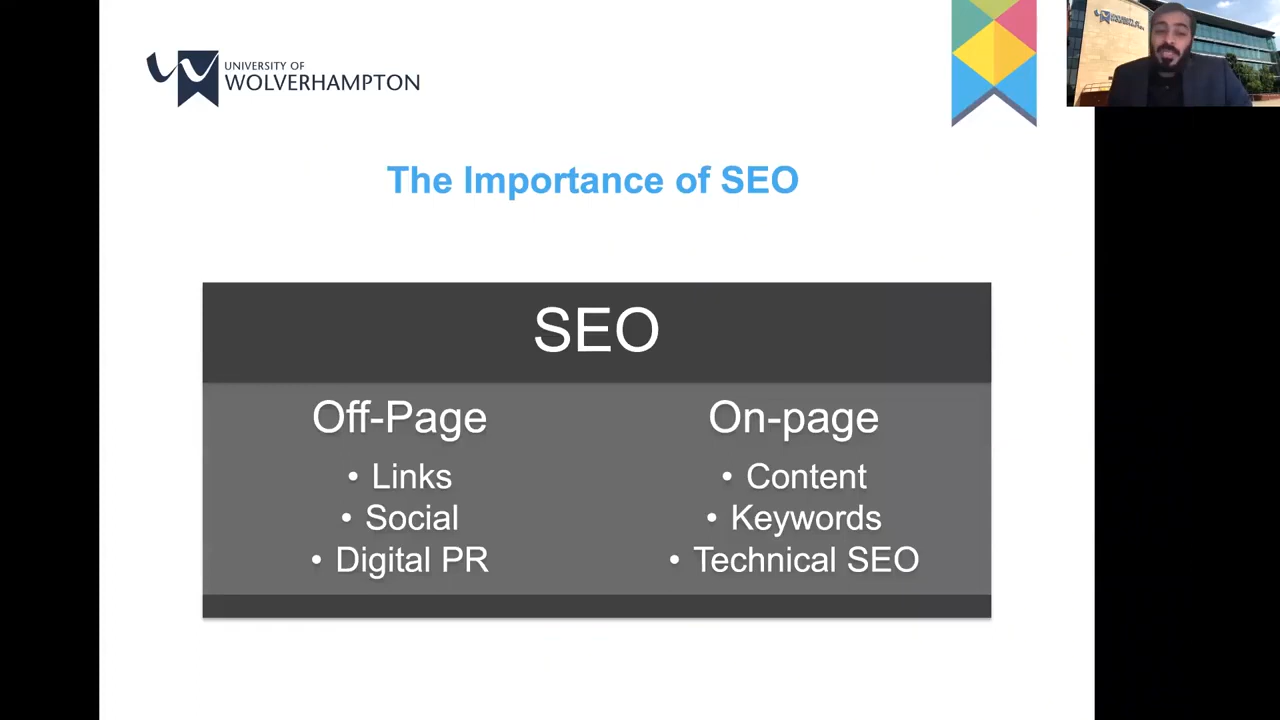 UNIVERSITY OF
WOLVERHAMPTON
The Importance of SEO
SEO
Off-Page
• Links
• Social
• Digital PR
On-page
• Content
• Keywords
• Technical SEO